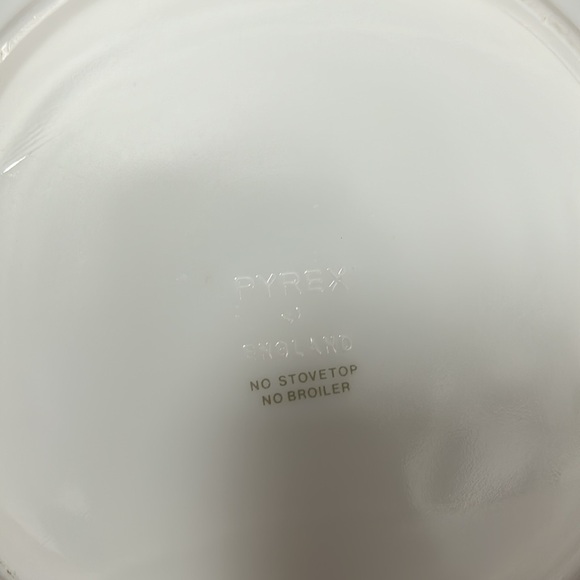 PYREX
ENGLAND
NO STOVETOP
NO BROILER